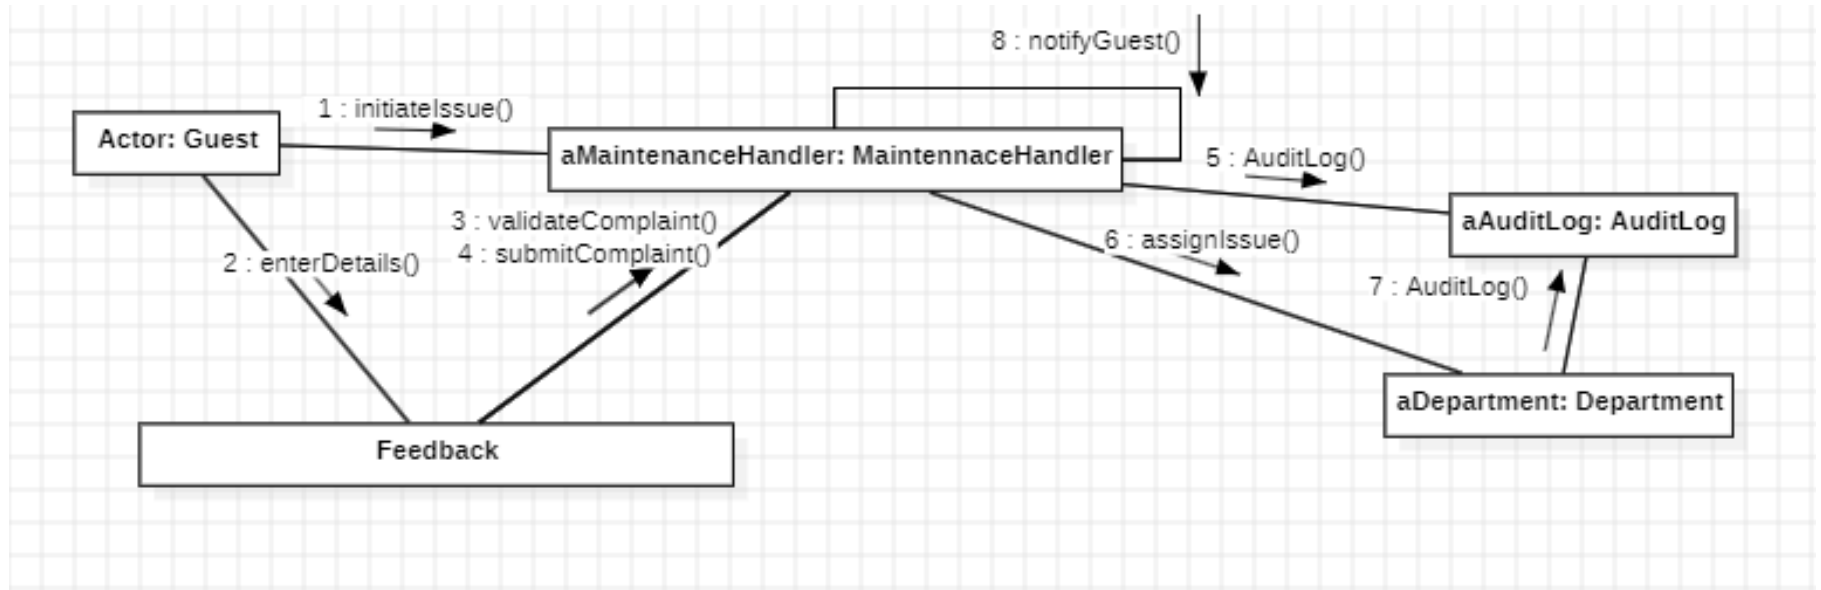 8 : notifyGuest()
1 : initiateIssue()
Actor: Guest
aMaintenanceHandler: MaintennaceHandler
5 : AuditLog()
3 : validateComplaint()
4 : submitComplaint()
aAuditLog: AuditLog
6 : assignIssue()
2 : enterDetails()
7 : AuditLog()
aDepartment: Department
Feedback